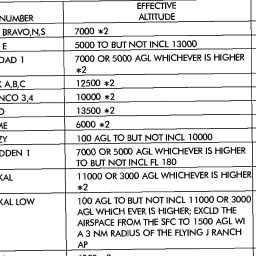 EFFECTIVE
NUMBER ALTITUDE
BRAVO,N,S 7000 *2
E 5000 TO BUT NOT INCL 13000
OAD 1 7000 OR 5000 AGL WHICHEVER IS HIGHER
*2
A,B,C 12500 *2
NCO 3,4 10000 *2
O 13500 *2
ME 6000 *2
ZY 100 AGL TO BUT NOT INCL 10000
DDEN 1 7000 OR 5000 AGL WHICHEVER IS HIGHER
TO BUT NOT INCL FL 180
KAL 11000 OR 3000 AGL WHICHEVER IS HIGHER
*2
KAL LOW 100 AGL TO BUT NOT INCL 11000 OR 3000
AGL WHICH EVER IS HIGHER; EXCLD THE
AIRSPACE FROM THE SFC TO 1500 AGL WI
A 3 NM RADIUS OF THE FLYING J RANCH
AP